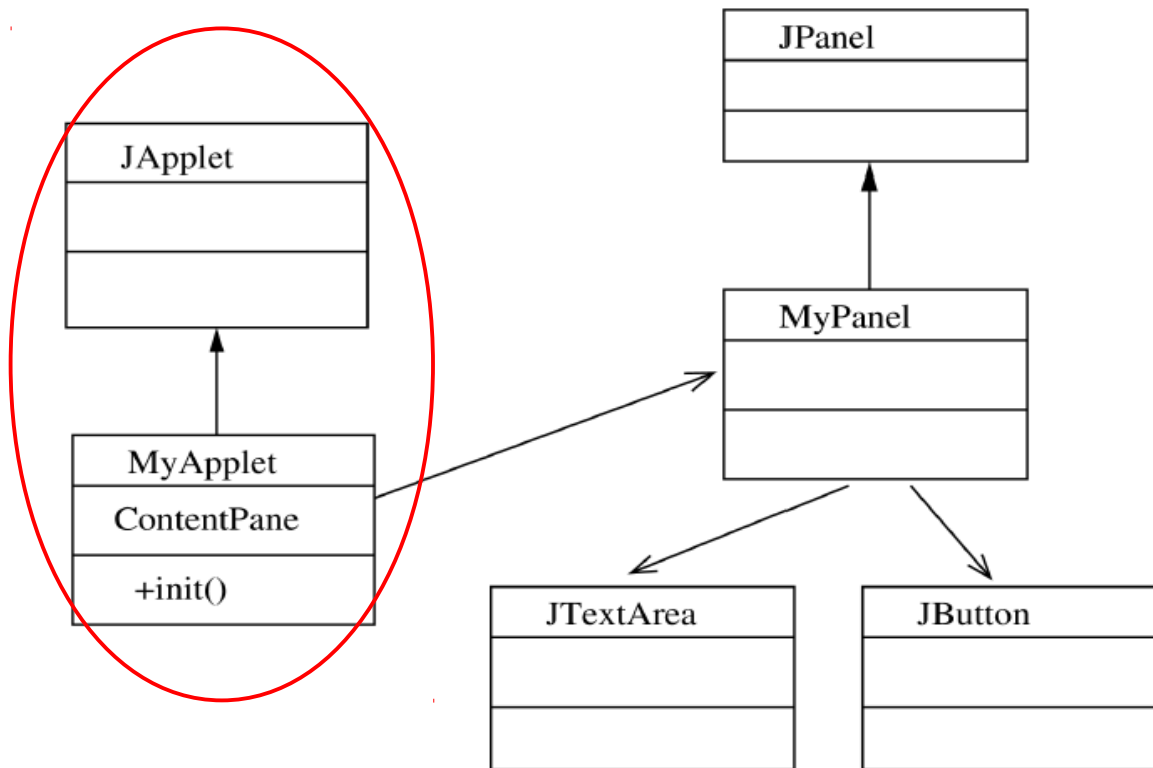 JPanel
JApplet
MyPanel
MyApplet
ContentPane
+init()
JTextArea
JButton